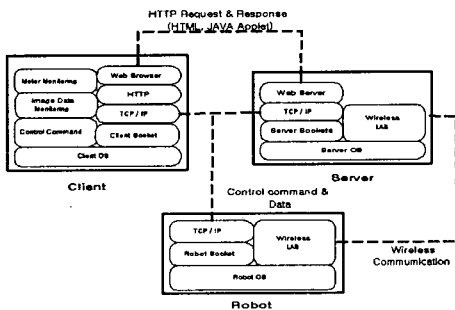 HTTP Request & Response
(HTML, JAVA Applet)
Motor Monitoring
Web Browser
Image Data
Monitoring
HTTP
TCP / IP
Control Command
Client Socket
Client OS
Client
Web Server
TCP / IP
Server Sockets
Wireless
LAB
Server OS
Server
Control command &
Data
TCP / IP
Robot Socket
Wireless
LAB
Robot OS
Robot
Wireless
Communication